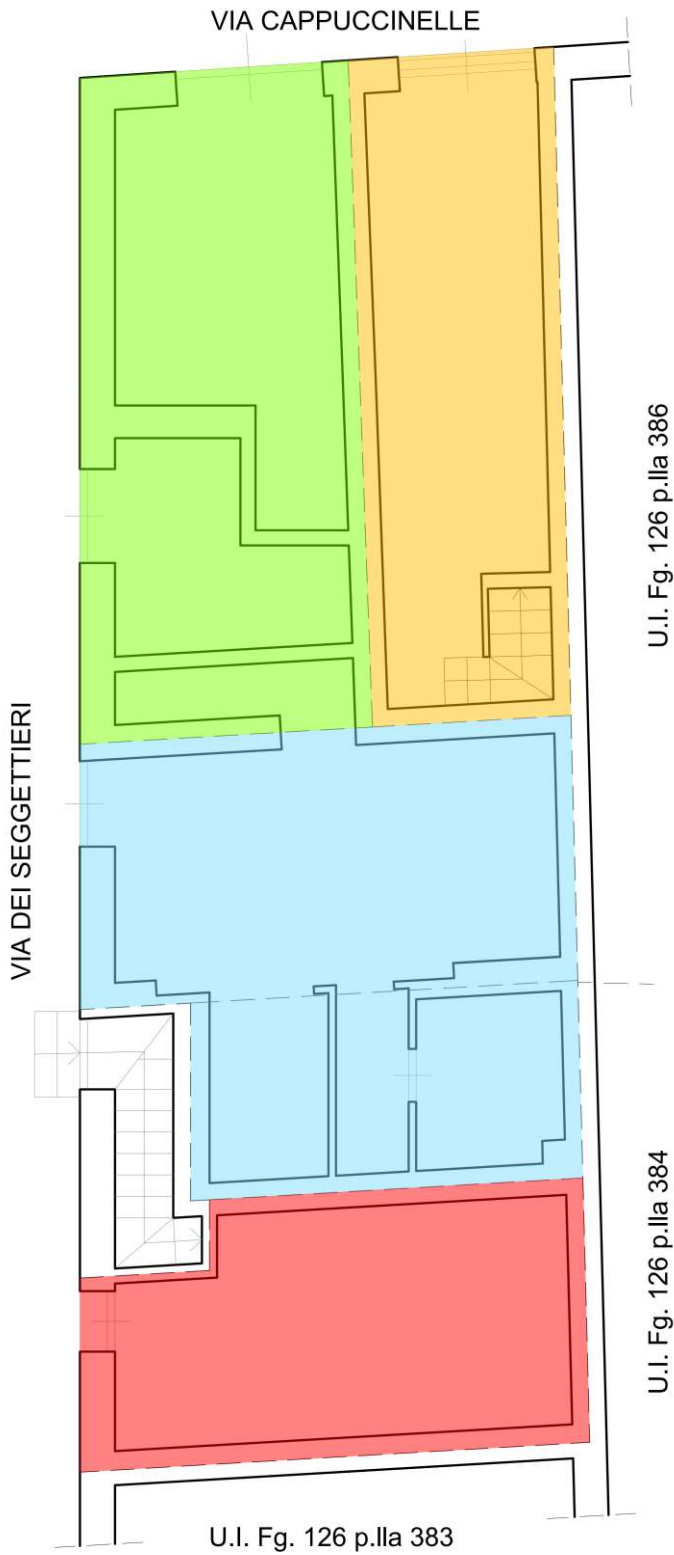 VIA CAPPUCCINELLE
U.I. Fg. 126 p.lla 386
VIA DEI SEGGETTIERI
U.I. Fg. 126 p.lla 384
U.I. Fg. 126 p.lla 383